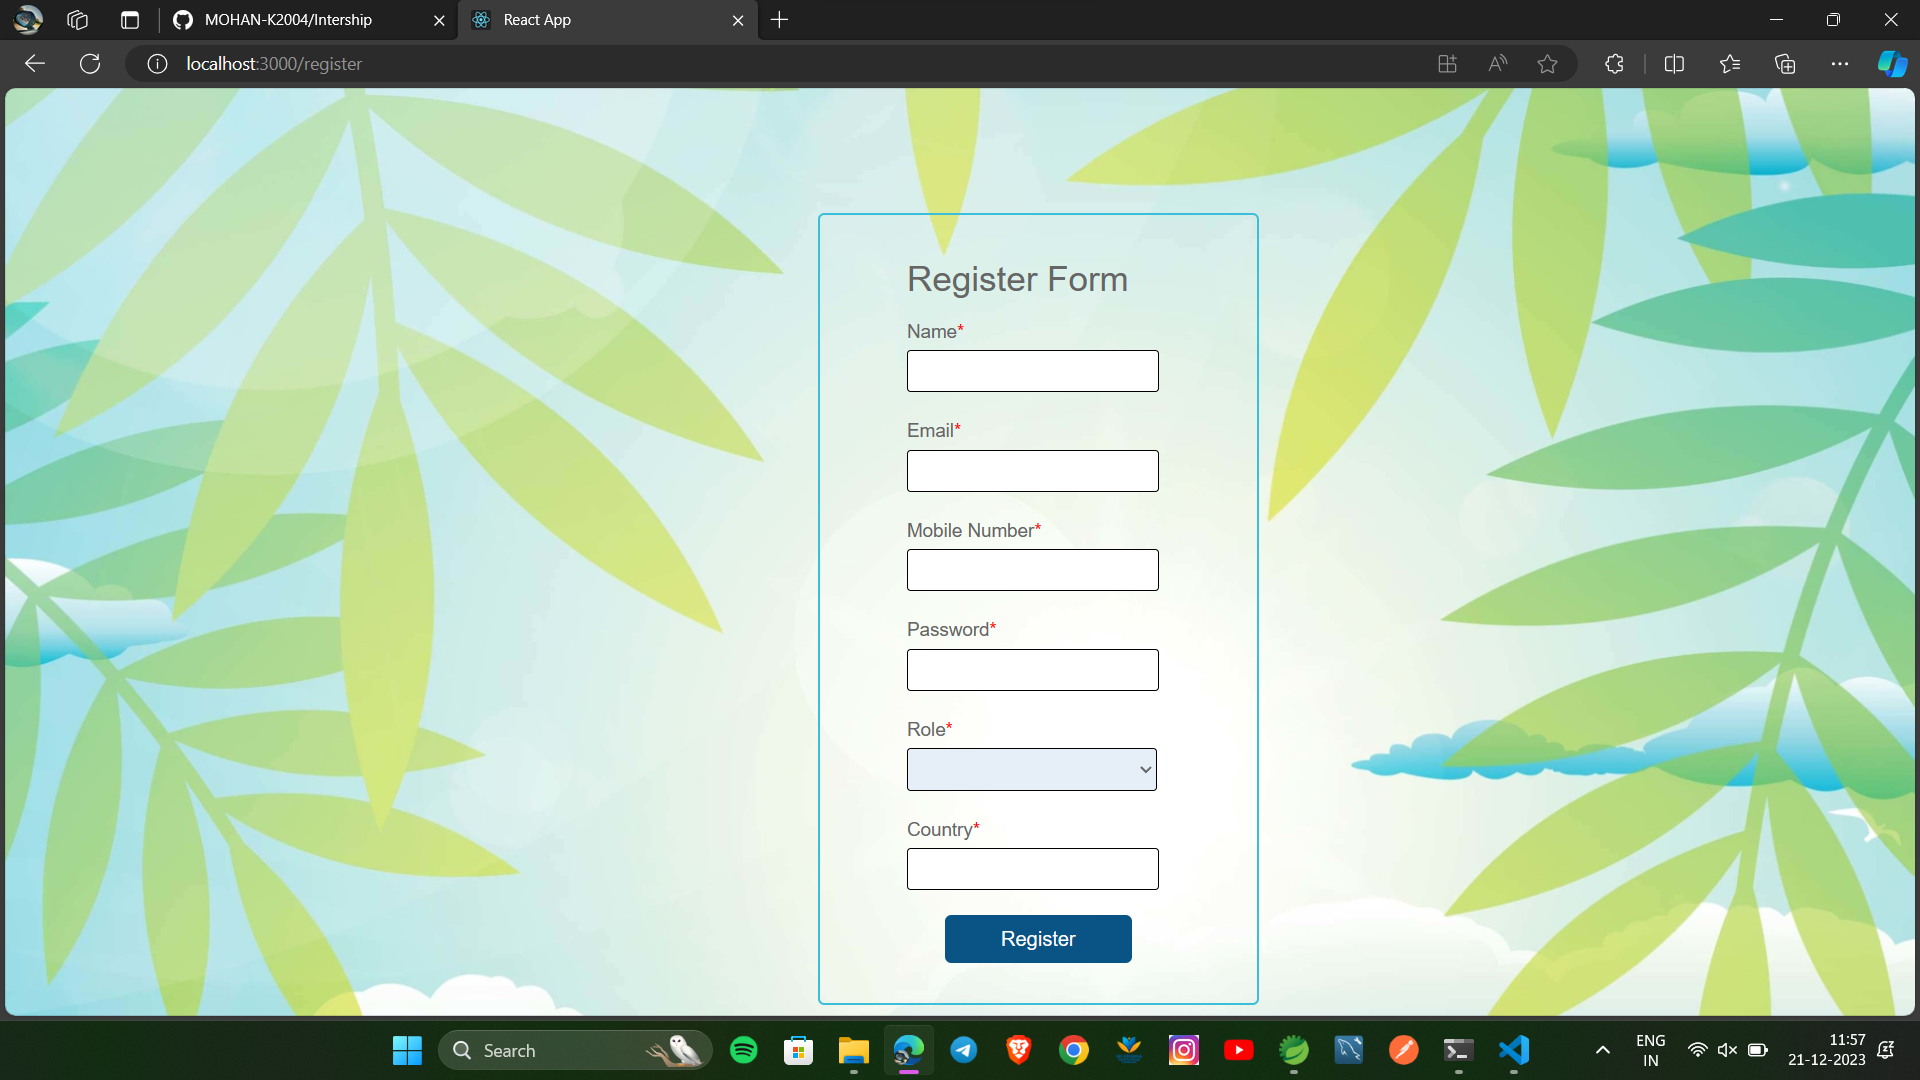 MOHAN-K2004/Intership
React App
localhost:3000/register
Register Form
Name*
Email*
Mobile Number*
Password*
Role*
Country*
Register
Search
ENG
IN
11:57
21-12-2023